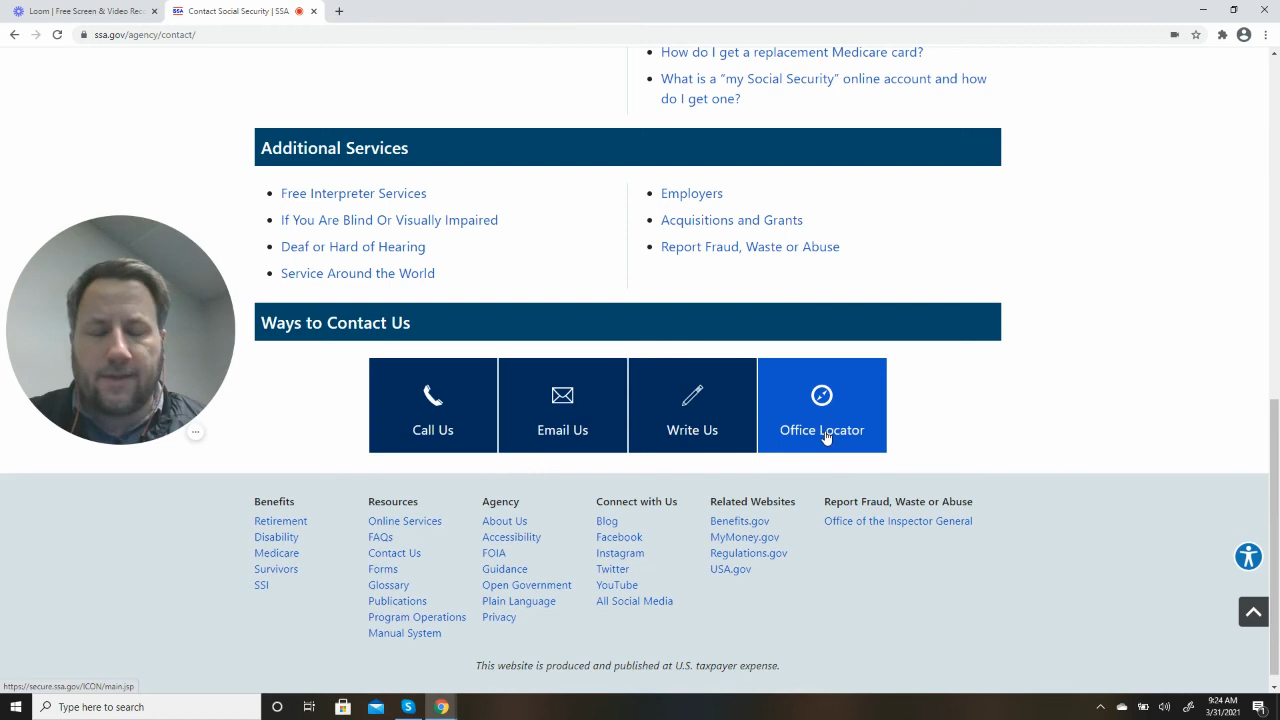 Loom | Free Screen & Video Rec
Contact Social Security | SSA
ssa.gov/agency/contact/
How do I get a replacement Medicare card?
What is a “my Social Security” online account and how
do I get one?
Additional Services
Free Interpreter Services
If You Are Blind Or Visually Impaired
Deaf or Hard of Hearing
Service Around the World
Employers
Acquisitions and Grants
Report Fraud, Waste or Abuse
Ways to Contact Us
Call Us
Email Us
Write Us
Office Locator
Benefits
Retirement
Disability
Medicare
Survivors
SSI
Resources
Online Services
FAQs
Contact Us
Forms
Glossary
Publications
Program Operations
Manual System
Agency
About Us
Accessibility
FOIA
Guidance
Open Government
Plain Language
Privacy
Connect with Us
Blog
Facebook
Instagram
Twitter
YouTube
All Social Media
Related Websites
Benefits.gov
MyMoney.gov
Regulations.gov
USA.gov
Report Fraud, Waste or Abuse
Office of the Inspector General
This website is produced and published at U.S. taxpayer expense.
https://secure.ssa.gov/ICON/main.jsp
Type here to search
9:24 AM
3/31/2021